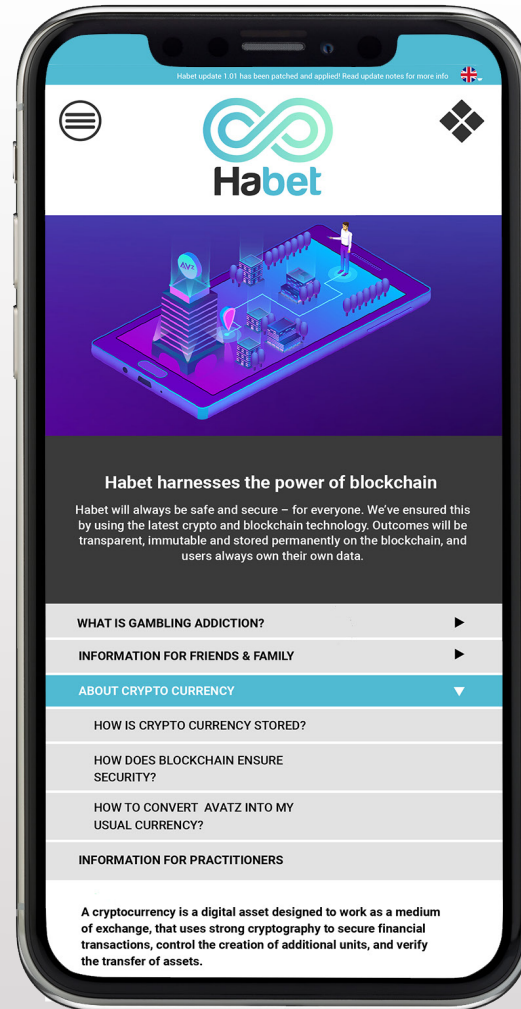 Habet update 1.01 has been patched and applied! Read update notes for more info
Habet
AVZ
Habet harnesses the power of blockchain
Habet will always be safe and secure – for everyone. We've ensured this
by using the latest crypto and blockchain technology. Outcomes will be
transparent, immutable and stored permanently on the blockchain, and
users always own their own data.
WHAT IS GAMBLING ADDICTION?
INFORMATION FOR FRIENDS & FAMILY
ABOUT CRYPTO CURRENCY
HOW IS CRYPTO CURRENCY STORED?
HOW DOES BLOCKCHAIN ENSURE
SECURITY?
HOW TO CONVERT AVATZ INTO MY
USUAL CURRENCY?
INFORMATION FOR PRACTITIONERS
A cryptocurrency is a digital asset designed to work as a medium
of exchange, that uses strong cryptography to secure financial
transactions, control the creation of additional units, and verify
the transfer of assets.